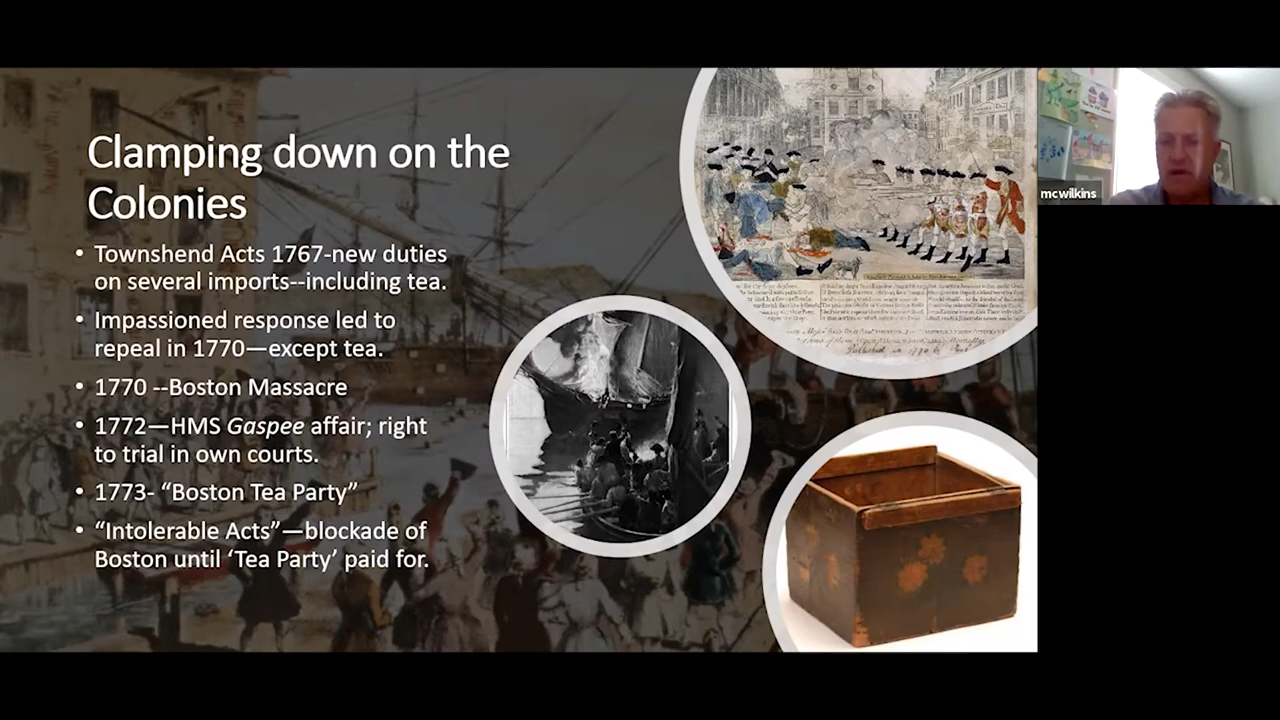 Clamping down on the
Colonies
• Townshend Acts 1767-new duties
on several imports--including tea.
• Impassioned response led to
repeal in 1770—except tea.
• 1770 --Boston Massacre
• 1772—HMS Gaspee affair; right
to trial in own courts.
• 1773- “Boston Tea Party”
• “Intolerable Acts”—blockade of
Boston until ‘Tea Party’ paid for.
mcwilkins